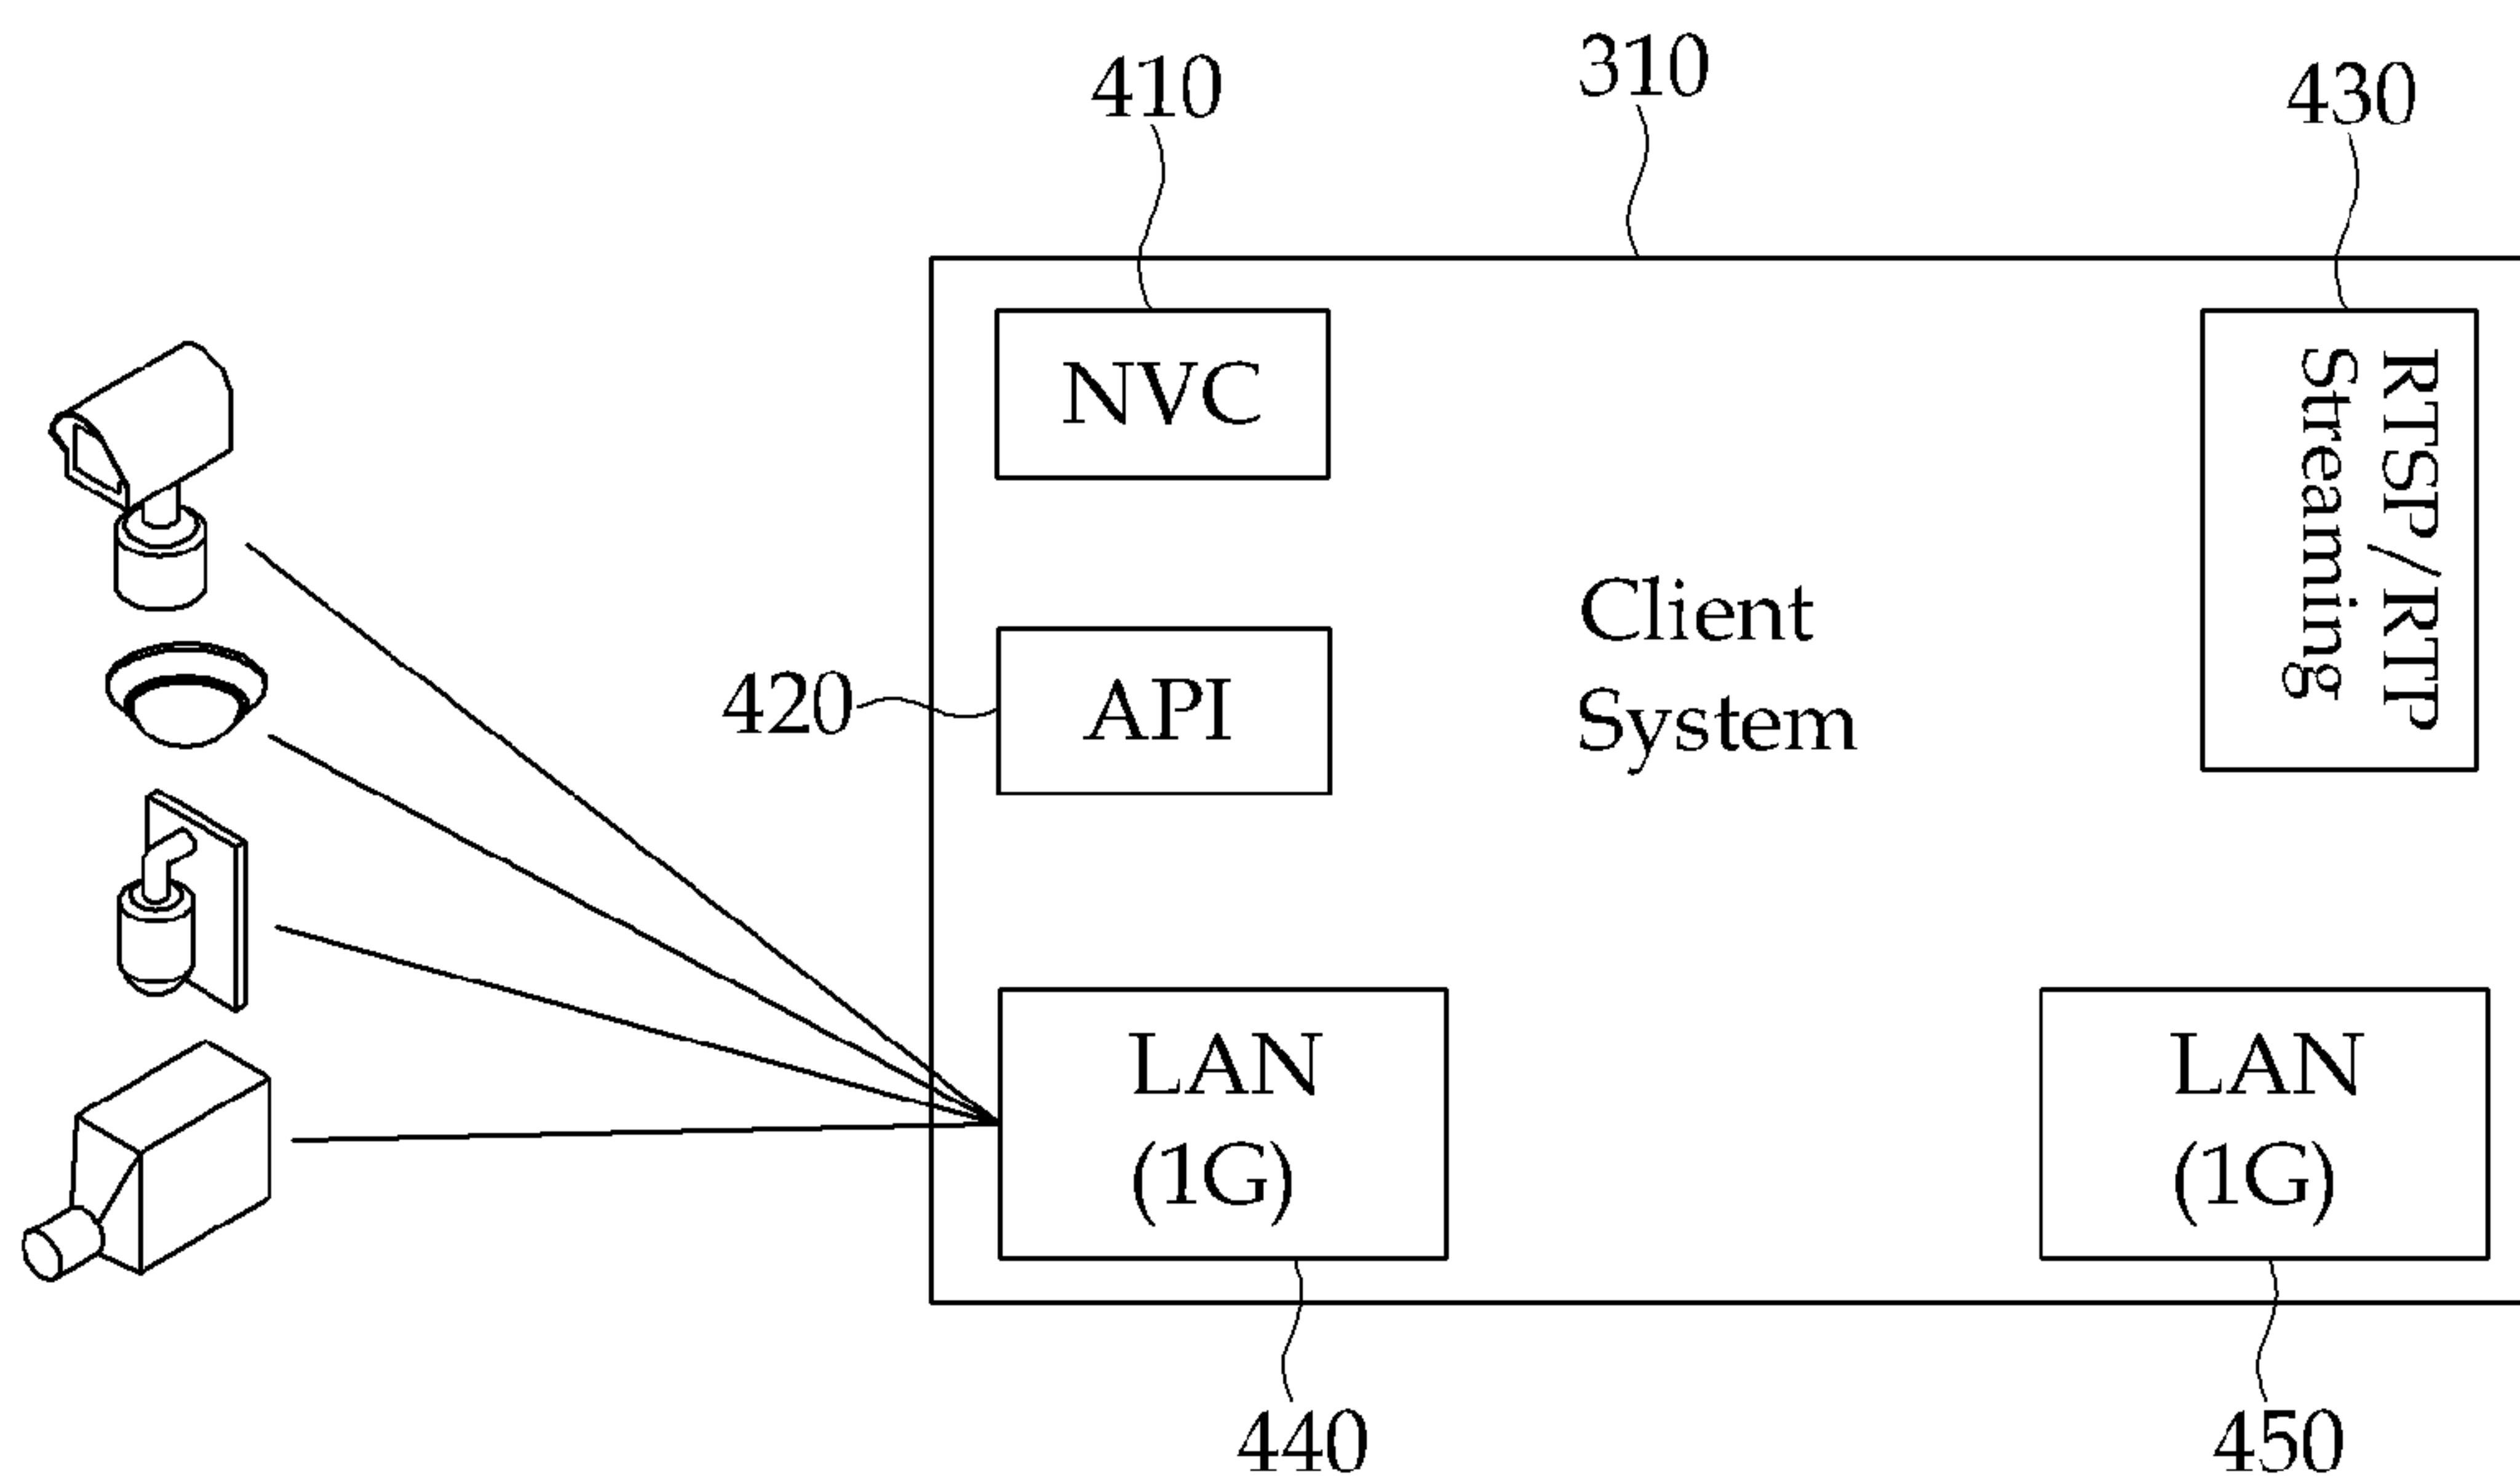 410
310
430
NVC
RTSP/RTP
Streaming
Client
System
420
API
LAN
(1G)
LAN
(1G)
440
450